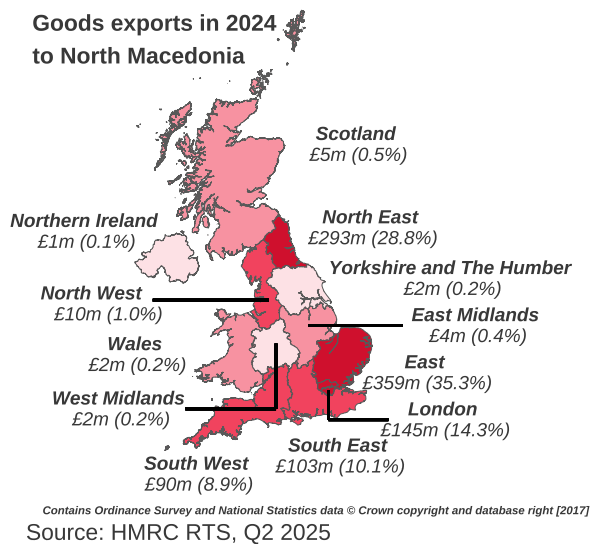 Goods exports in 2024
to North Macedonia
Scotland
£5m (0.5%)
Northern Ireland
£1m (0.1%)
North East
£293m (28.8%)
Yorkshire and The Humber
£2m (0.2%)
North West
£10m (1.0%)
East Midlands
£4m (0.4%)
Wales
£2m (0.2%)
East
£359m (35.3%)
West Midlands
£2m (0.2%)
London
£145m (14.3%)
South East
£103m (10.1%)
South West
£90m (8.9%)
Contains Ordinance Survey and National Statistics data © Crown copyright and database right [2017]
Source: HMRC RTS, Q2 2025